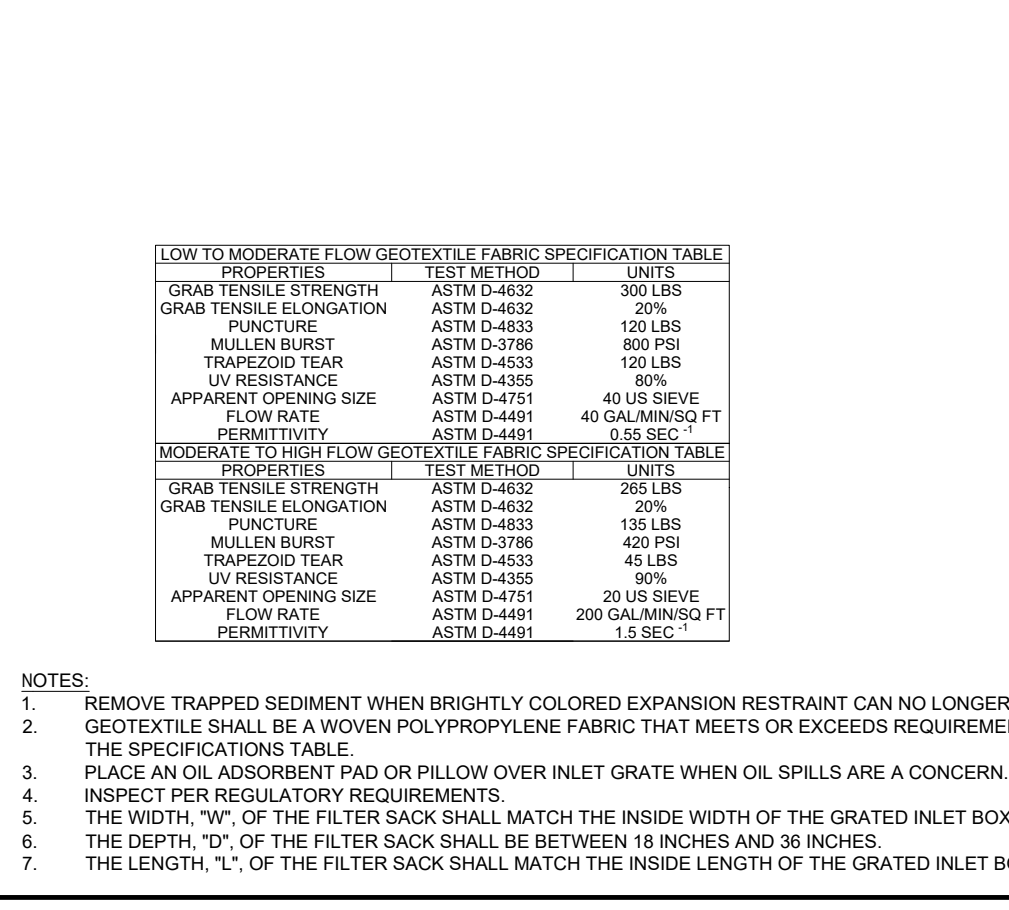 LOW TO MODERATE FLOW GEOTEXTILE FABRIC SPECIFICATION TABLE
PROPERTIES TEST METHOD UNITS
GRAB TENSILE STRENGTH ASTM D-4632 300 LBS
GRAB TENSILE ELONGATION ASTM D-4632 20%
PUNCTURE ASTM D-4833 120 LBS
MULLEN BURST ASTM D-3786 800 PSI
TRAPEZOID TEAR ASTM D-4533 120 LBS
UV RESISTANCE ASTM D-4355 80%
APPARENT OPENING SIZE ASTM D-4751 40 US SIEVE
FLOW RATE ASTM D-4491 40 GAL/MIN/SQ FT
PERMITTIVITY ASTM D-4491 0.55 SEC -1
MODERATE TO HIGH FLOW GEOTEXTILE FABRIC SPECIFICATION TABLE
PROPERTIES TEST METHOD UNITS
GRAB TENSILE STRENGTH ASTM D-4632 265 LBS
GRAB TENSILE ELONGATION ASTM D-4632 20%
PUNCTURE ASTM D-4833 135 LBS
MULLEN BURST ASTM D-3786 420 PSI
TRAPEZOID TEAR ASTM D-4533 45 LBS
UV RESISTANCE ASTM D-4355 90%
APPARENT OPENING SIZE ASTM D-4751 20 US SIEVE
FLOW RATE ASTM D-4491 200 GAL/MIN/SQ FT
PERMITTIVITY ASTM D-4491 1.5 SEC -1
NOTES:
1. REMOVE TRAPPED SEDIMENT WHEN BRIGHTLY COLORED EXPANSION RESTRAINT CAN NO LONGER
2. GEOTEXTILE SHALL BE A WOVEN POLYPROPYLENE FABRIC THAT MEETS OR EXCEEDS REQUIREME
THE SPECIFICATIONS TABLE.
3. PLACE AN OIL ADSORBENT PAD OR PILLOW OVER INLET GRATE WHEN OIL SPILLS ARE A CONCERN.
4. INSPECT PER REGULATORY REQUIREMENTS.
5. THE WIDTH, "W", OF THE FILTER SACK SHALL MATCH THE INSIDE WIDTH OF THE GRATED INLET BOX
6. THE DEPTH, "D", OF THE FILTER SACK SHALL BE BETWEEN 18 INCHES AND 36 INCHES.
7. THE LENGTH, "L", OF THE FILTER SACK SHALL MATCH THE INSIDE LENGTH OF THE GRATED INLET B